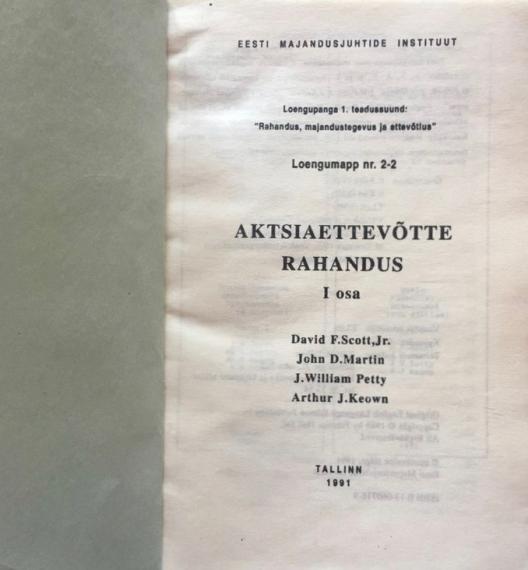 EESTI MAJANDUSJUHTIDE INSTITUUT
Loengupanga 1. teadussuund:
"Rahandus, majandustegevus ja ettevõtlus"
Loengumapp nr. 2-2
AKTSIAETTEVÕTTE
RAHANDUS
I osa
David F.Scott,Jr.
John D.Martin
J.William Petty
Arthur J.Keown
TALLINN
1991